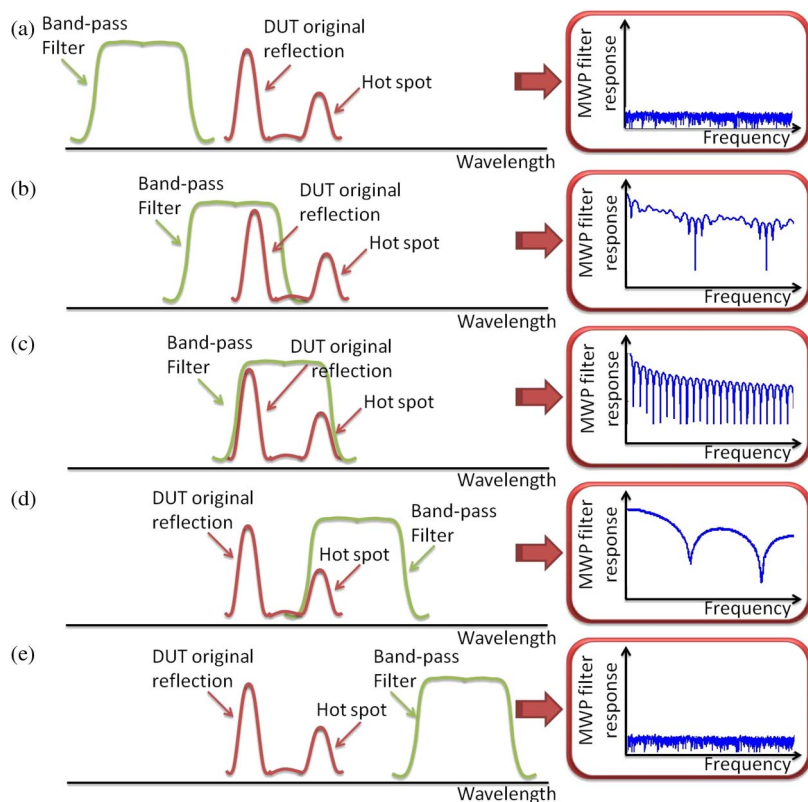 (a)
Band-pass
Filter
DUT original
reflection
Hot spot
Wavelength
MWP filter
response
Frequency
(b)
Band-pass
Filter
DUT original
reflection
Hot spot
Wavelength
MWP filter
response
Frequency
(c)
Band-pass
Filter
DUT original
reflection
Hot spot
Wavelength
MWP filter
response
Frequency
(d)
DUT original
reflection
Hot spot
Band-pass
Filter
Wavelength
MWP filter
response
Frequency
(e)
DUT original
reflection
Hot spot
Band-pass
Filter
Wavelength
MWP filter
response
Frequency